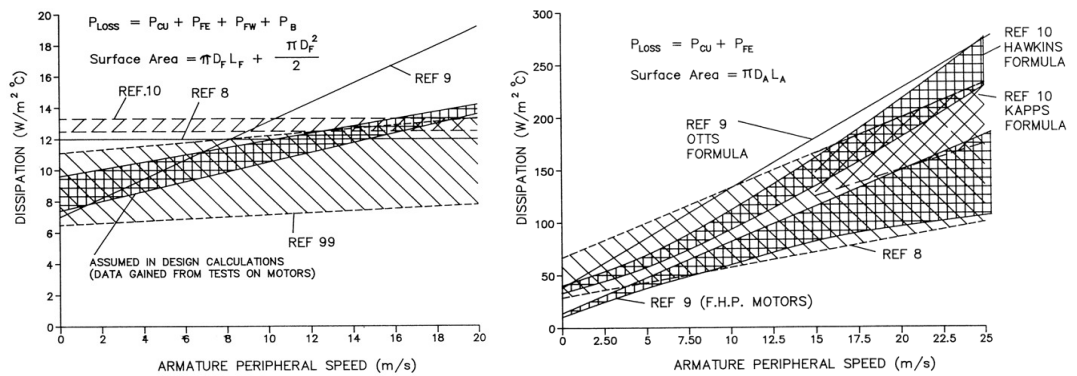 P_LOSS = P_CU + P_FE + P_FW + P_B
Surface Area = πD_F L_F + πD_F² / 2
REF 9
REF.10
REF 8
REF 99
ASSUMED IN DESIGN CALCULATIONS
(DATA GAINED FROM TESTS ON MOTORS)
DISSIPATION (W/m² °C)
20
18
16
14
12
10
8
6
4
2
0
0 2 4 6 8 10 12 14 16 18 20
ARMATURE PERIPHERAL SPEED (m/s)
P_LOSS = P_CU + P_FE
Surface Area = πD_A L_A
REF 10
HAWKINS
FORMULA
REF 10
KAPPS
FORMULA
REF 9
OTTS
FORMULA
REF 8
REF 9 (F.H.P. MOTORS)
DISSIPATION (W/m² °C)
300
250
200
150
100
50
0
0 2.50 5 7.50 10 12.5 15 17.5 20 22.5 25
ARMATURE PERIPHERAL SPEED (m/s)